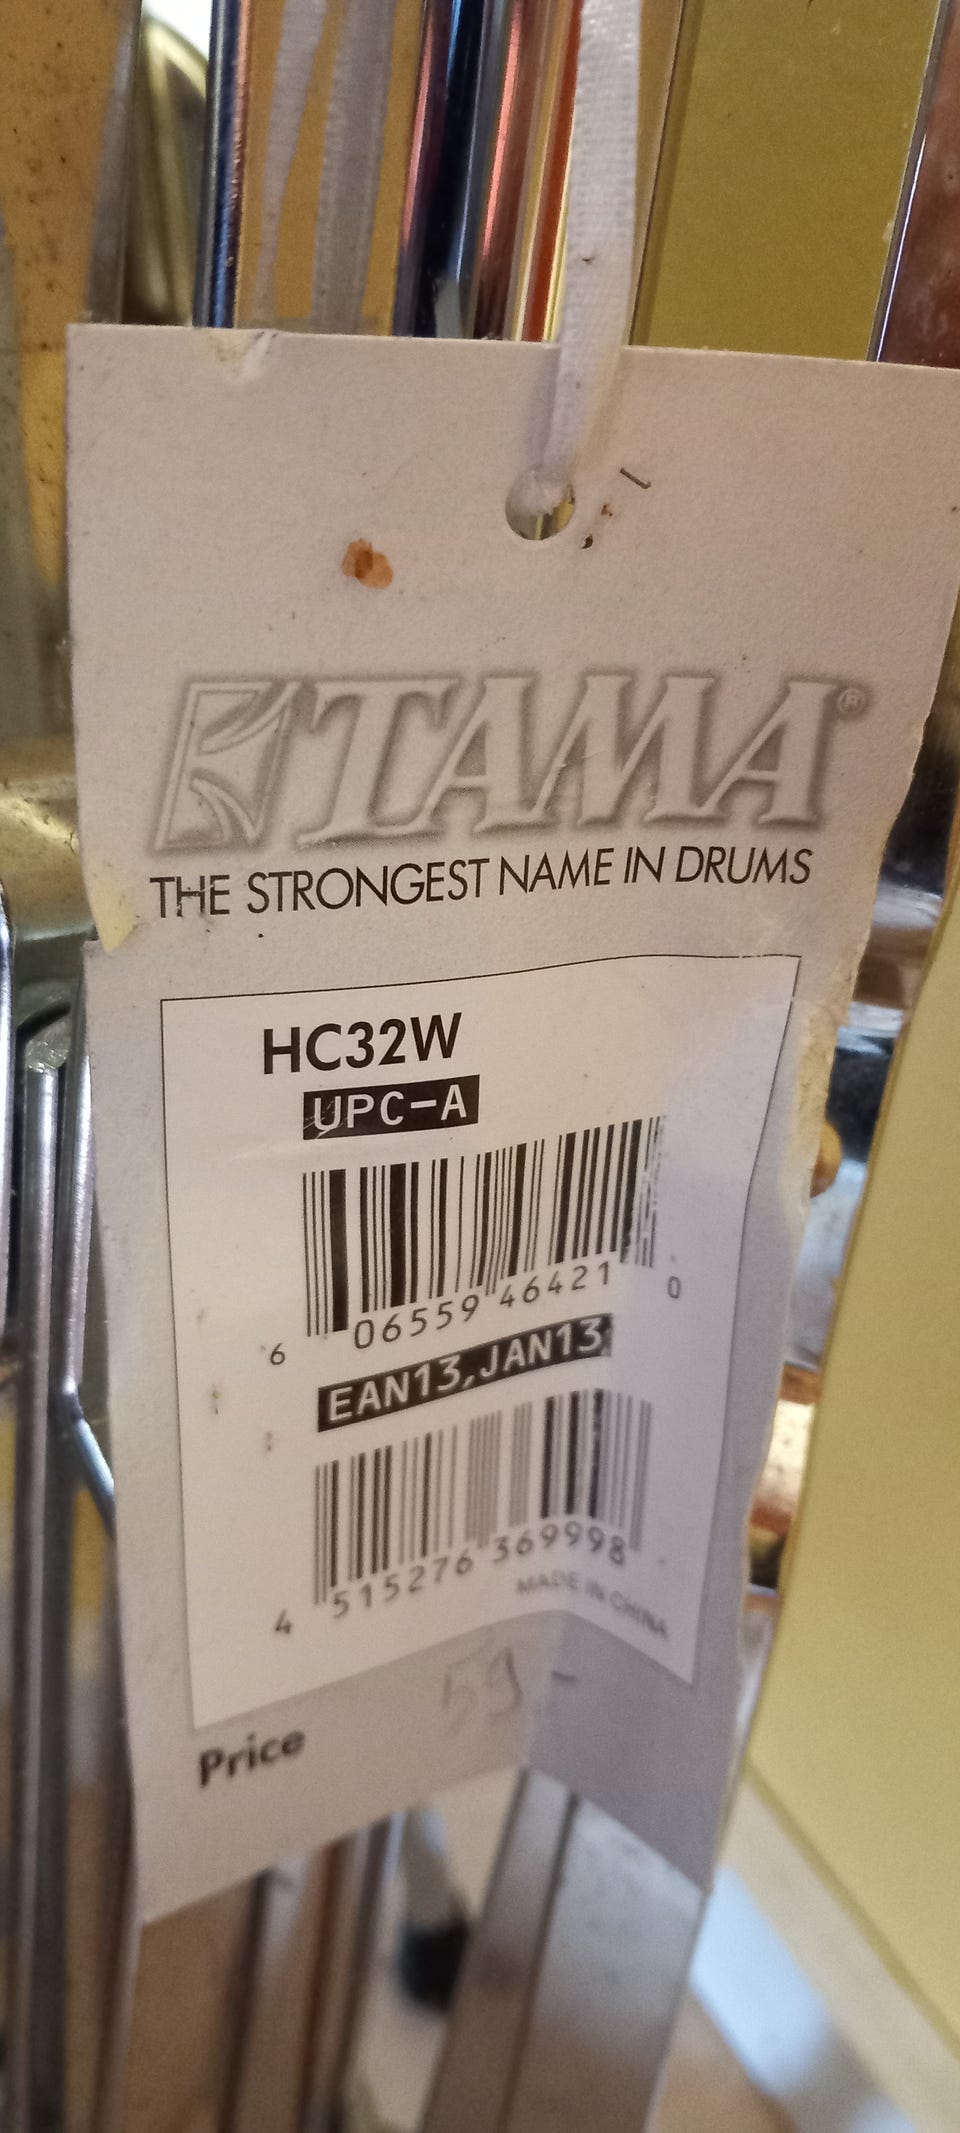 TAMA®
THE STRONGEST NAME IN DRUMS
HC32W
UPC-A
6 06559 46421 0
EAN13,JAN13
4 515276 369998
MADE IN CHINA
Price 59 -